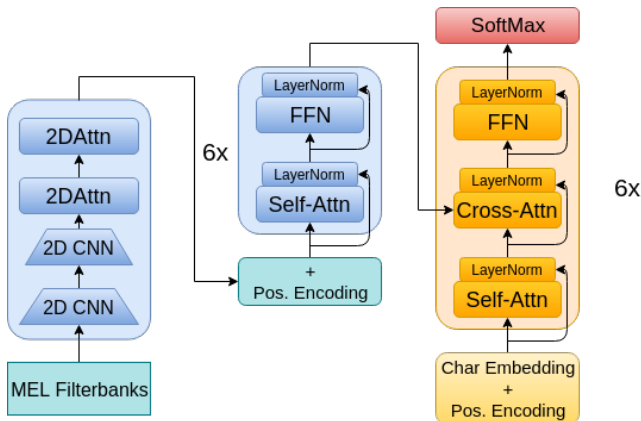 2DAttn
2DAttn
2D CNN
2D CNN
MEL Filterbanks
6x
LayerNorm
FFN
LayerNorm
Self-Attn
+
Pos. Encoding
SoftMax
LayerNorm
FFN
LayerNorm
Cross-Attn
LayerNorm
Self-Attn
6x
Char Embedding
+
Pos. Encoding